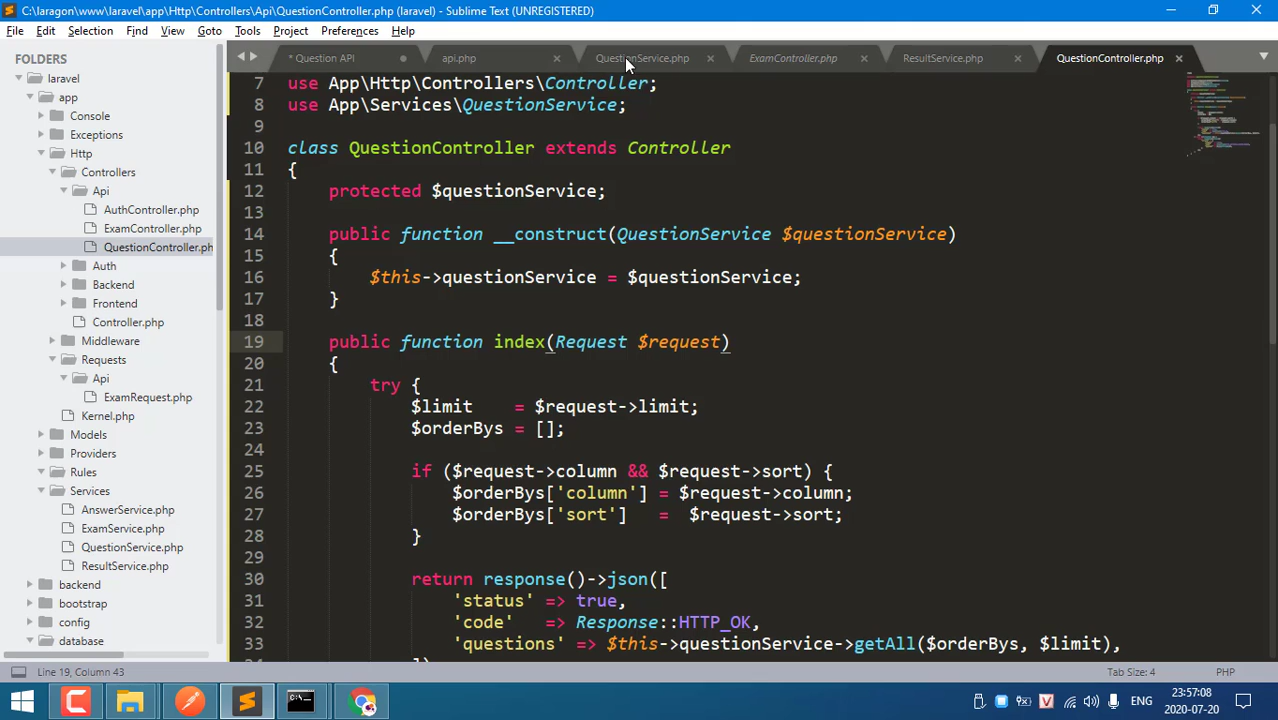 C:\laragon\www\laravel\app\Http\Controllers\Api\QuestionController.php (laravel) - Sublime Text (UNREGISTERED)
File Edit Selection Find View Goto Tools Project Preferences Help
FOLDERS
laravel
app
Console
Exceptions
Http
Controllers
Api
AuthController.php
ExamController.php
QuestionController.ph
Auth
Backend
Frontend
Controller.php
Middleware
Requests
Api
ExamRequest.php
Kernel.php
Models
Providers
Rules
Services
AnswerService.php
ExamService.php
QuestionService.php
ResultService.php
backend
bootstrap
config
database
* Question API api.php QuestionService.php ExamController.php ResultService.php QuestionController.php
7 use App\Http\Controllers\Controller;
8 use App\Services\QuestionService;
9
10 class QuestionController extends Controller
11 {
12 protected $questionService;
13
14 public function __construct(QuestionService $questionService)
15 {
16 $this->questionService = $questionService;
17 }
18
19 public function index(Request $request)
20 {
21 try {
22 $limit    = $request->limit;
23 $orderBys = [];
24
25 if ($request->column && $request->sort) {
26 $orderBys['column'] = $request->column;
27 $orderBys['sort']   =  $request->sort;
28 }
29
30 return response()->json([
31 'status' => true,
32 'code'   => Response::HTTP_OK,
33 'questions' => $this->questionService->getAll($orderBys, $limit),
Line 19, Column 43 Tab Size: 4 PHP
ENG 23:57:08
2020-07-20